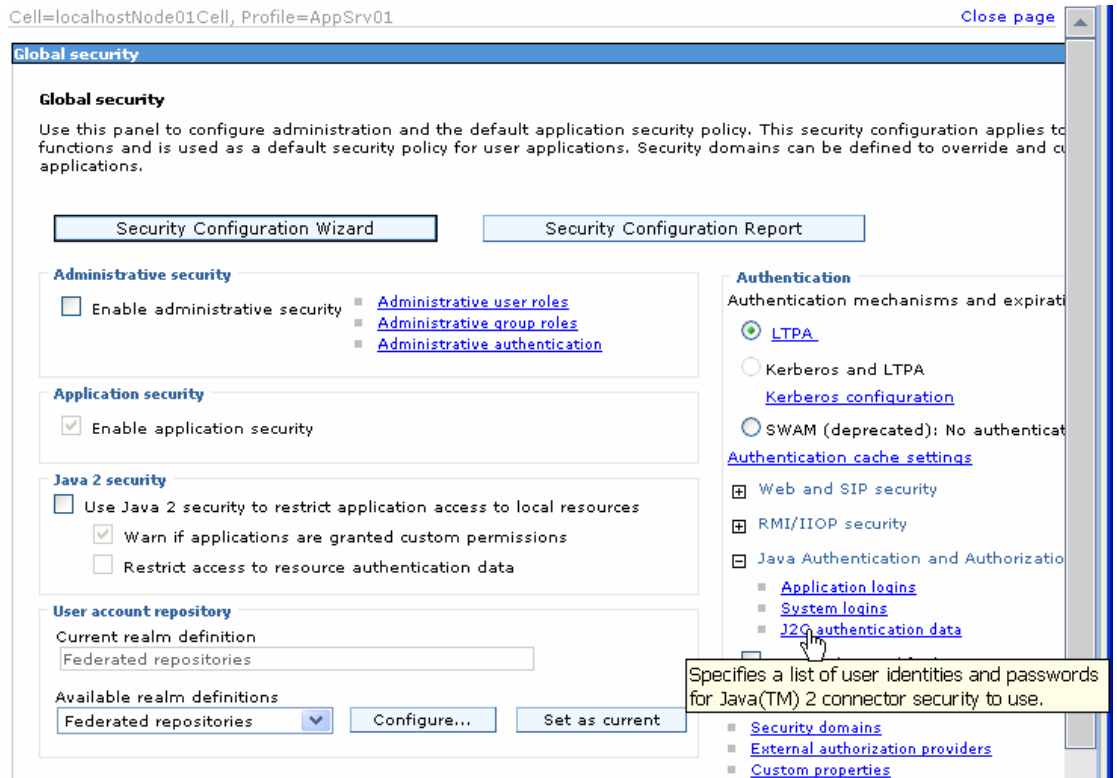 Cell=localhostNode01Cell, Profile=AppSrv01
Close page
Global security
Global security
Use this panel to configure administration and the default application security policy. This security configuration applies to
functions and is used as a default security policy for user applications. Security domains can be defined to override and cu
applications.
Security Configuration Wizard
Security Configuration Report
Administrative security
Enable administrative security
Administrative user roles
Administrative group roles
Administrative authentication
Application security
Enable application security
Java 2 security
Use Java 2 security to restrict application access to local resources
Warn if applications are granted custom permissions
Restrict access to resource authentication data
User account repository
Current realm definition
Federated repositories
Available realm definitions
Federated repositories
Configure...
Set as current
Authentication
Authentication mechanisms and expirati
LTPA
Kerberos and LTPA
Kerberos configuration
SWAM (deprecated): No authenticat
Authentication cache settings
Web and SIP security
RMI/IIOP security
Java Authentication and Authorizatio
Application logins
System logins
J2C authentication data
Specifies a list of user identities and passwords
for Java(TM) 2 connector security to use.
Security domains
External authorization providers
Custom properties